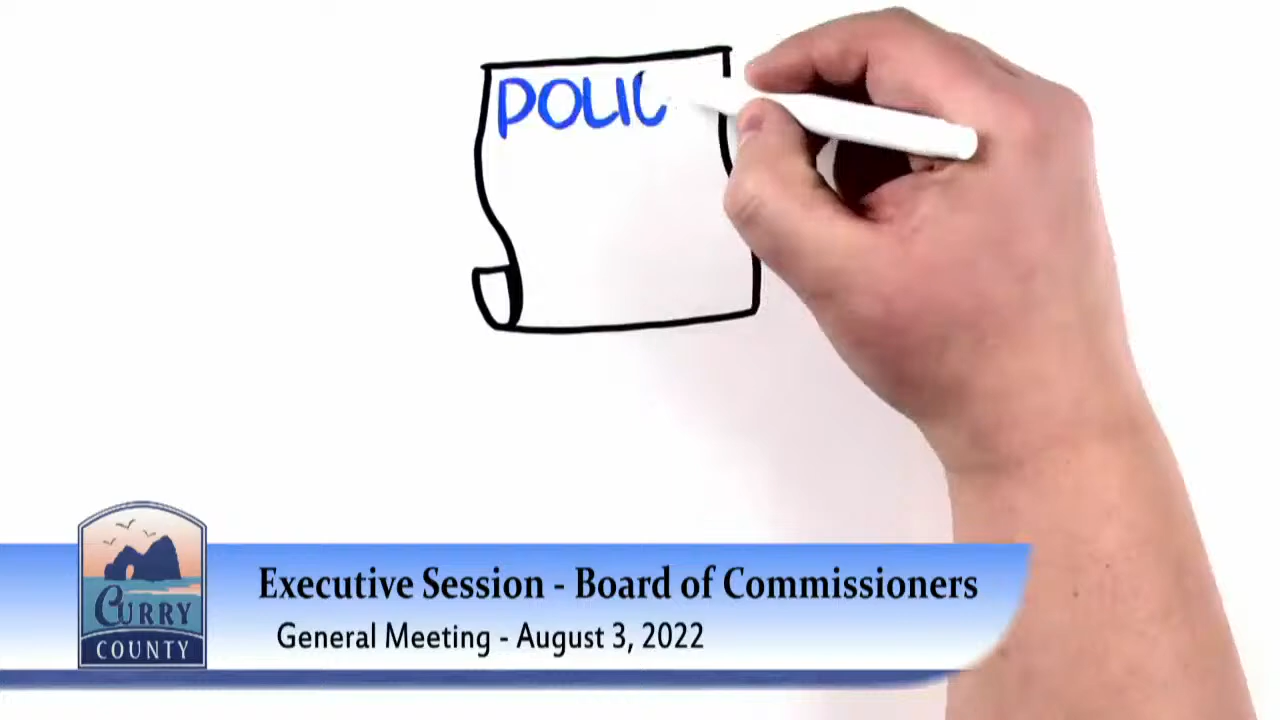 POLIC
Executive Session - Board of Commissioners
General Meeting - August 3, 2022
CURRY
COUNTY